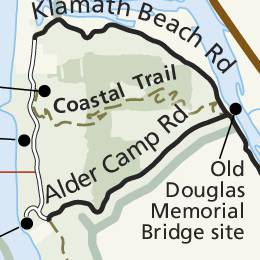 Klamath Beach Rd
Coastal Trail
Alder Camp Rd
Old
Douglas
Memorial
Bridge site